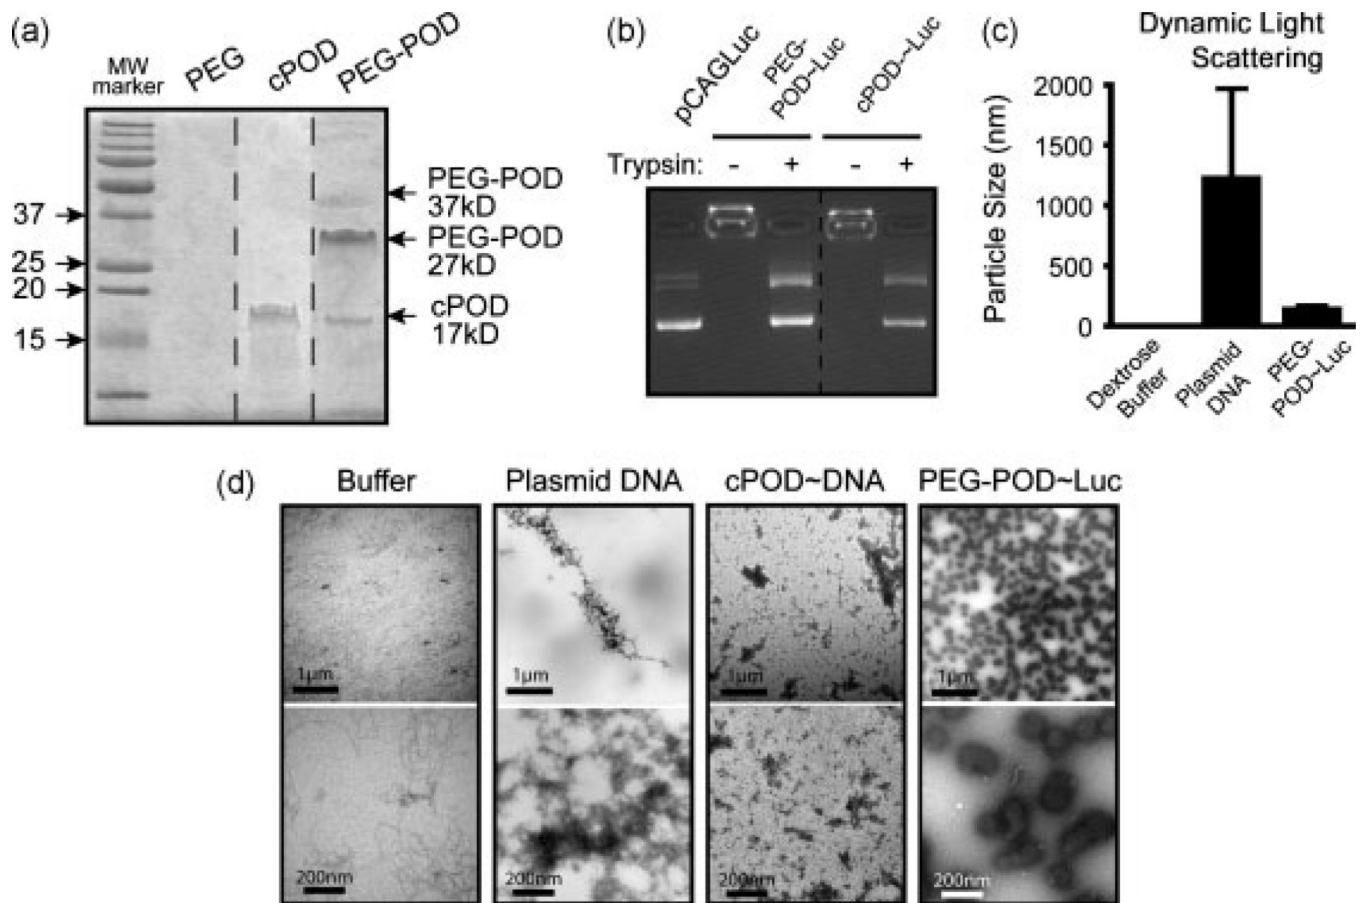 (a)
MW
marker
PEG
cPOD
PEG-POD
37
25
20
15
PEG-POD
37kD
PEG-POD
27kD
cPOD
17kD
(b)
pCAGLuc
PEG-
POD~Luc
cPOD~Luc
Trypsin: - + - +
(c)
Dynamic Light
Scattering
Particle Size (nm)
2000
1500
1000
500
0
Dextrose
Buffer
Plasmid
DNA
PEG-
POD~Luc
(d)
Buffer
Plasmid DNA
cPOD~DNA
PEG-POD~Luc
1μm
1μm
1μm
1μm
200nm
200nm
200nm
200nm